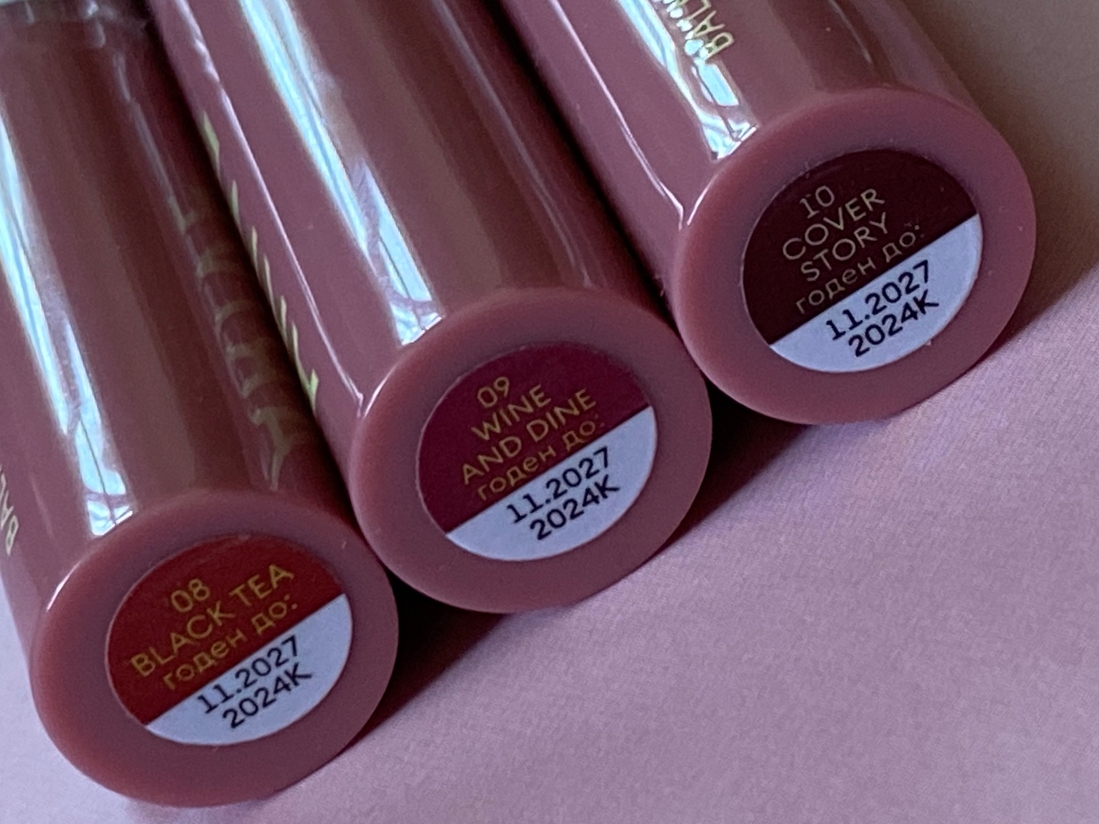 08
BLACK TEA
годен до:
11.2027
2024K
09
WINE
AND DINE
годен до:
11.2027
2024K
10
COVER
STORY
годен до:
11.2027
2024K